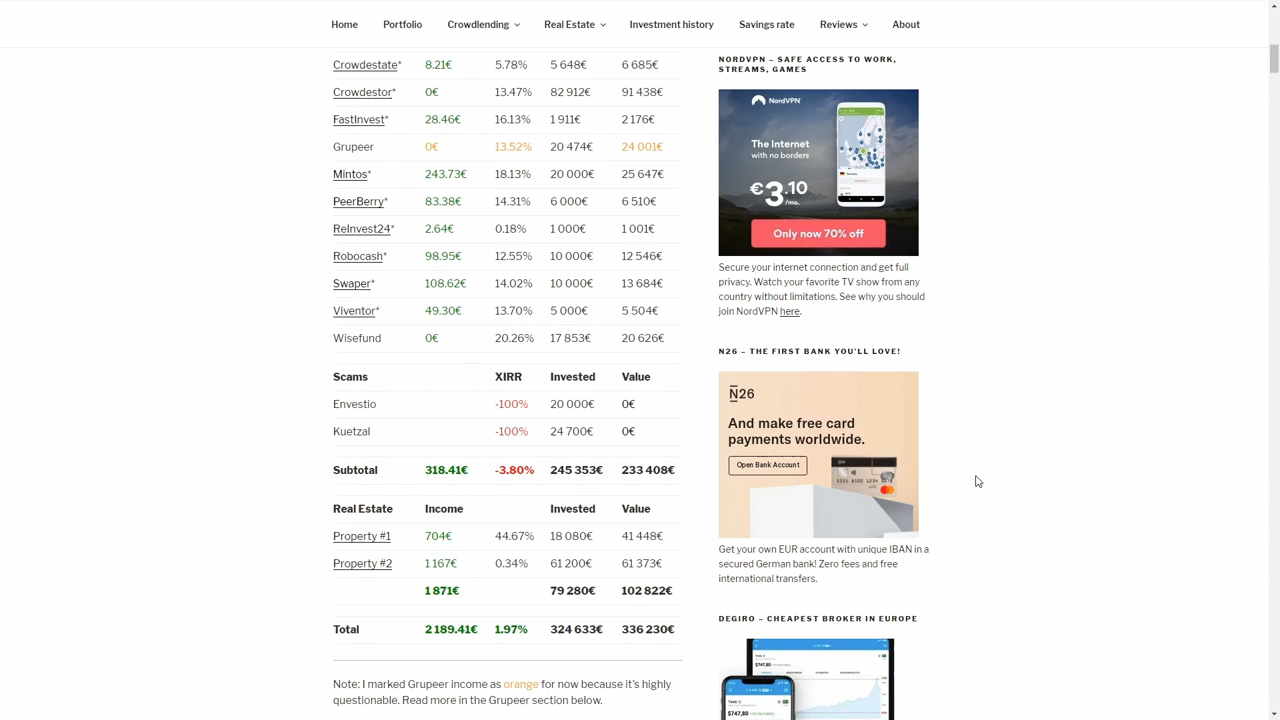 Home Portfolio Crowdlending Real Estate Investment history Savings rate Reviews About
Crowdestate* 8.21€ 5.78% 5 648€ 6 685€
Crowdestor* 0€ 13.47% 82 912€ 91 438€
FastInvest* 28.46€ 16.13% 1 911€ 2 176€
Grupeer 0€ 13.52% 20 474€ 24 001€
Mintos* 243.73€ 18.13% 20 000€ 25 647€
PeerBerry* 83.38€ 14.31% 6 000€ 6 510€
ReInvest24* 2.64€ 0.18% 1 000€ 1 001€
Robocash* 98.95€ 12.55% 10 000€ 12 546€
Swaper* 108.62€ 14.02% 10 000€ 13 684€
Viventor* 49.30€ 13.70% 5 000€ 5 504€
Wisefund 0€ 20.26% 17 853€ 20 626€
Scams XIRR Invested Value
Envestio -100% 20 000€ 0€
Kuetzal -100% 24 700€ 0€
Subtotal 318.41€ -3.80% 245 353€ 233 408€
Real Estate Income Invested Value
Property #1 704€ 44.67% 18 080€ 41 448€
Property #2 1 167€ 0.34% 61 200€ 61 373€
1 871€ 79 280€ 102 822€
Total 2 189.41€ 1.97% 324 633€ 336 230€
Note: I marked Grupeer income in orange font, because it's highly
questionable. Read more in the Grupeer section below.
NORDVPN – SAFE ACCESS TO WORK,
STREAMS, GAMES
NordVPN
The Internet
with no borders
€3.10
/mo.
Only now 70% off
Secure your internet connection and get full
privacy. Watch your favorite TV show from any
country without limitations. See why you should
join NordVPN here.
N26 – THE FIRST BANK YOU'LL LOVE!
N26
And make free card
payments worldwide.
Open Bank Account
Get your own EUR account with unique IBAN in a
secured German bank! Zero fees and free
international transfers.
DEGIRO – CHEAPEST BROKER IN EUROPE
$747,80
$747,80